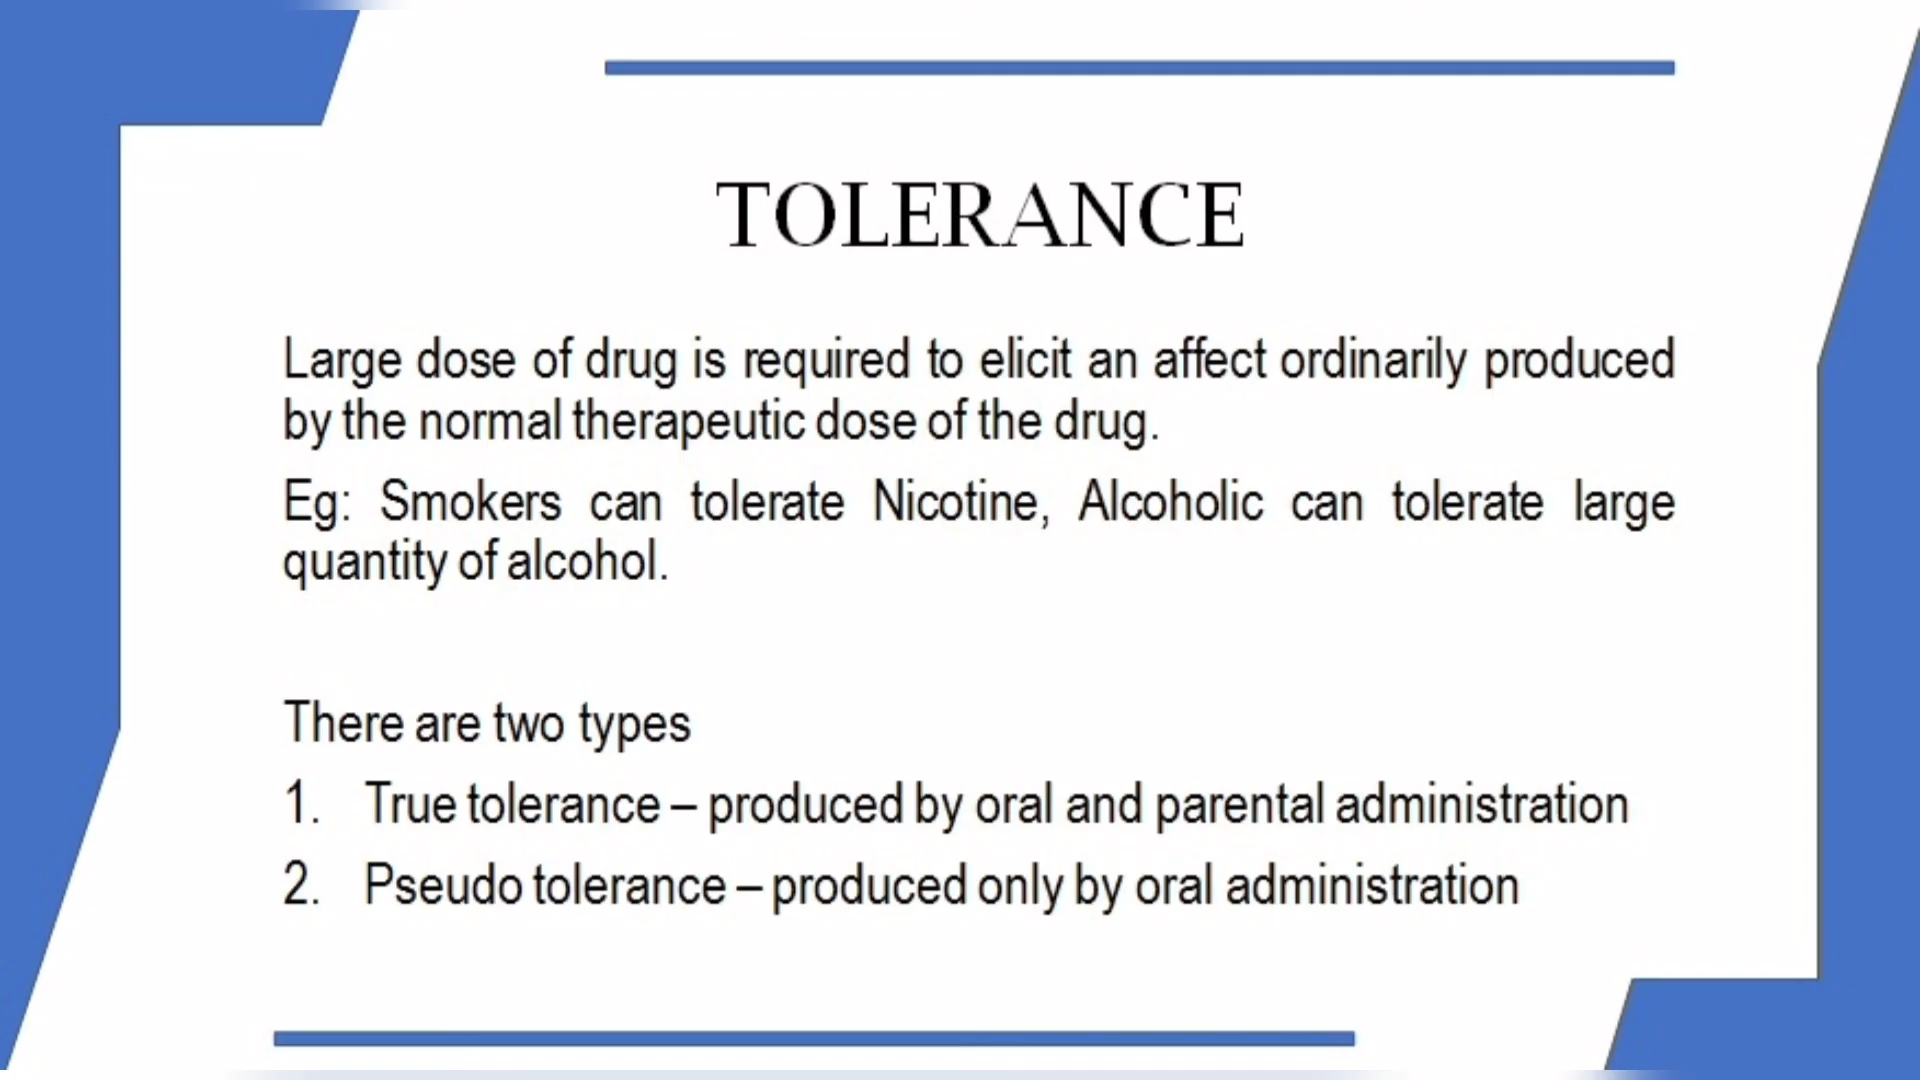 TOLERANCE
Large dose of drug is required to elicit an affect ordinarily produced
by the normal therapeutic dose of the drug.
Eg: Smokers can tolerate Nicotine, Alcoholic can tolerate large
quantity of alcohol.
There are two types
1. True tolerance – produced by oral and parental administration
2. Pseudo tolerance – produced only by oral administration